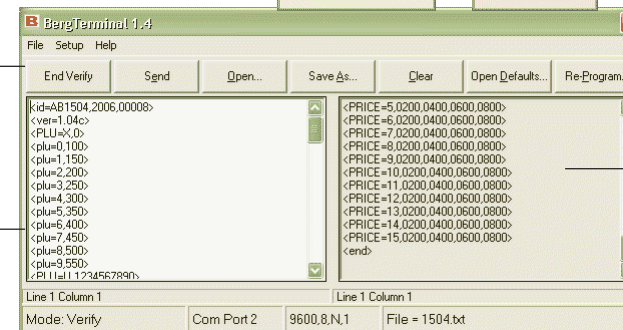 BergTerminal 1.4
File Setup Help
End Verify Send Open... Save As... Clear Open Defaults... Re-Program.
kid=AB1504,2006,00008>
<ver=1.04c>
<PLU=X,0>
<plu=0,100>
<plu=1,150>
<plu=2,200>
<plu=3,250>
<plu=4,300>
<plu=5,350>
<plu=6,400>
<plu=7,450>
<plu=8,500>
<plu=9,550>
<PLU=U,1234567890>
<PRICE=5,0200,0400,0600,0800>
<PRICE=6,0200,0400,0600,0800>
<PRICE=7,0200,0400,0600,0800>
<PRICE=8,0200,0400,0600,0800>
<PRICE=9,0200,0400,0600,0800>
<PRICE=10,0200,0400,0600,0800>
<PRICE=11,0200,0400,0600,0800>
<PRICE=12,0200,0400,0600,0800>
<PRICE=13,0200,0400,0600,0800>
<PRICE=14,0200,0400,0600,0800>
<PRICE=15,0200,0400,0600,0800>
<end>
Line 1 Column 1 Line 1 Column 1
Mode: Verify Com Port 2 9600,8,N,1 File = 1504.txt